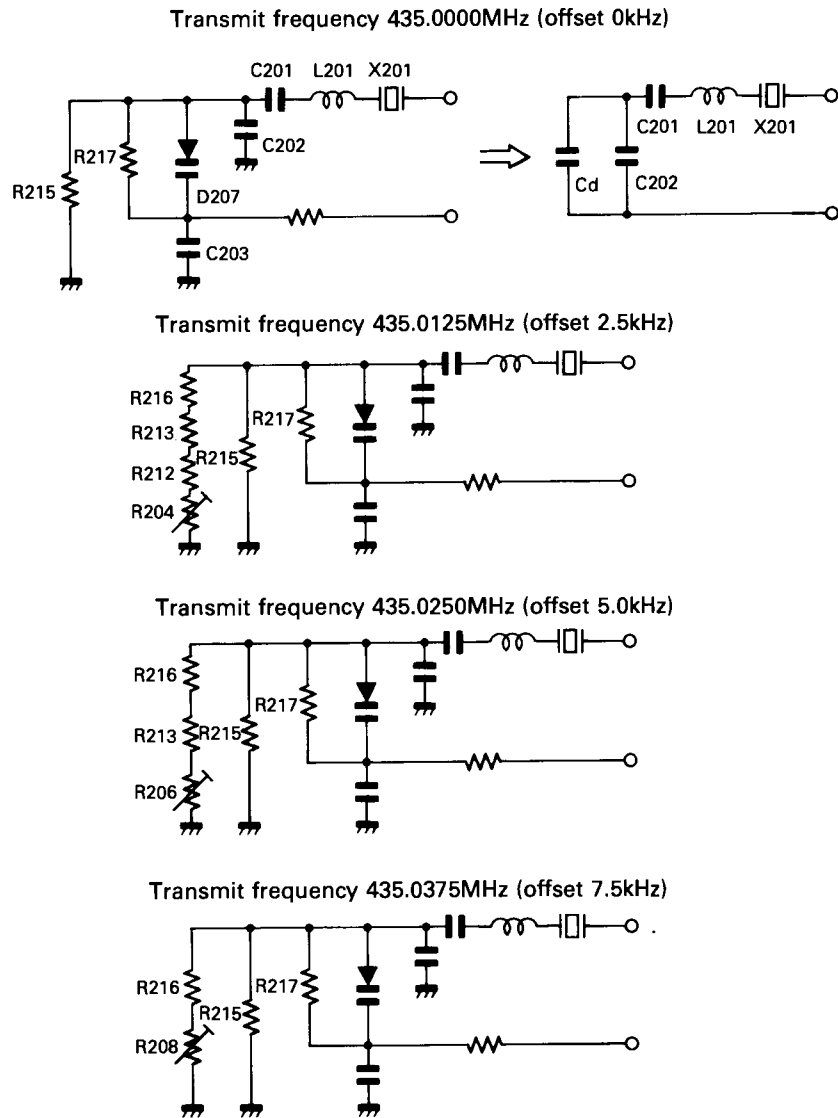 Transmit frequency 435.0000MHz (offset 0kHz)
C201 L201 X201
C202
R217
R215
D207
C203
C201 L201 X201
Cd
C202
Transmit frequency 435.0125MHz (offset 2.5kHz)
R216
R213
R217
R215
R212
R204
Transmit frequency 435.0250MHz (offset 5.0kHz)
R216
R217
R213
R215
R206
Transmit frequency 435.0375MHz (offset 7.5kHz)
R216
R217
R215
R208